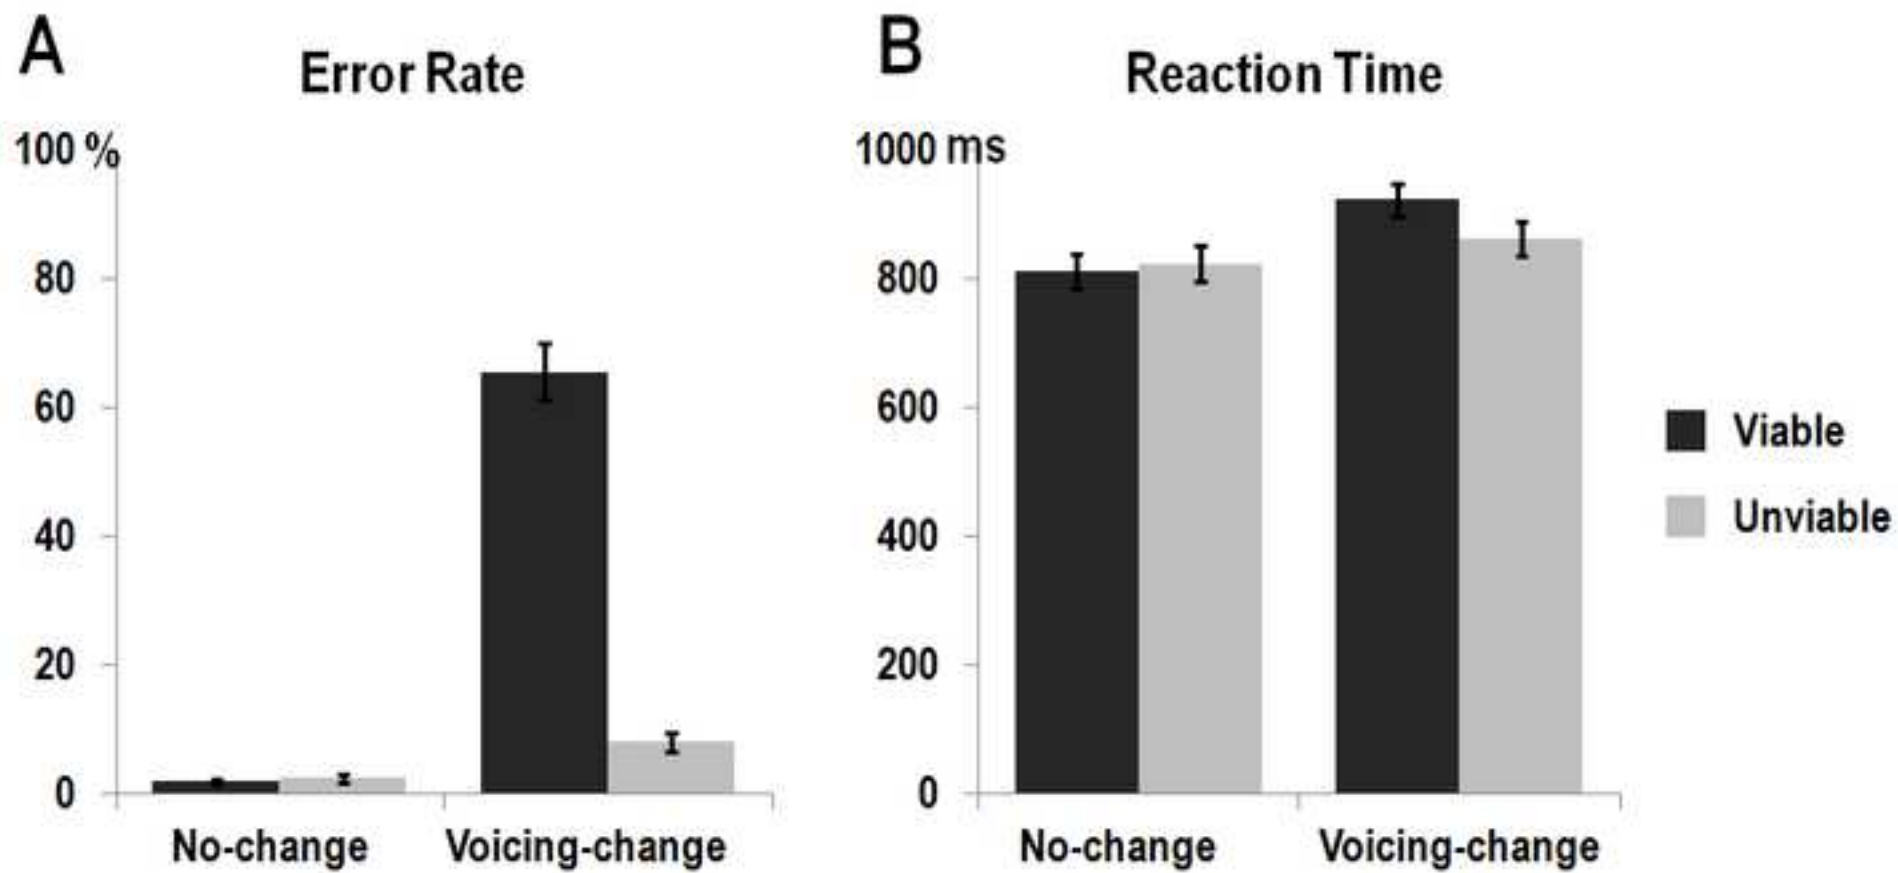 A
Error Rate
100 %
80
60
40
20
0
No-change
Voicing-change
B
Reaction Time
1000 ms
800
600
400
200
0
No-change
Voicing-change
Viable
Unviable